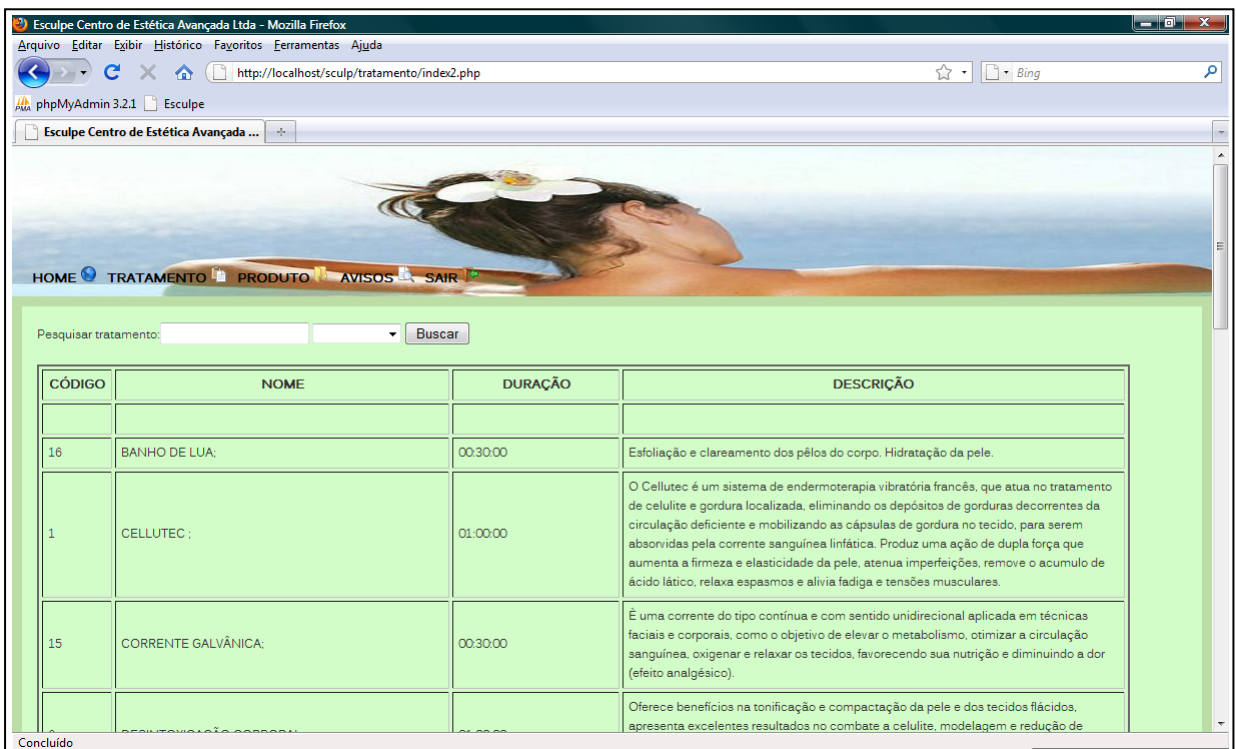 Esculpe Centro de Estética Avançada Ltda - Mozilla Firefox
Arquivo Editar Exibir Histórico Favoritos Ferramentas Ajuda
http://localhost/sculp/tratamento/index2.php Bing
PMA phpMyAdmin 3.2.1 Esculpe
Esculpe Centro de Estética Avançada ...
HOME TRATAMENTO PRODUTO AVISOS SAIR
Pesquisar tratamento: Buscar
CÓDIGO NOME DURAÇÃO DESCRIÇÃO
16 BANHO DE LUA; 00:30:00 Esfoliação e clareamento dos pêlos do corpo. Hidratação da pele.
1 CELLUTEC ; 01:00:00 O Cellutec é um sistema de endermoterapia vibratória francês, que atua no tratamento
de celulite e gordura localizada, eliminando os depósitos de gorduras decorrentes da
circulação deficiente e mobilizando as cápsulas de gordura no tecido, para serem
absorvidas pela corrente sanguínea linfática. Produz uma ação de dupla força que
aumenta a firmeza e elasticidade da pele, atenua imperfeições, remove o acumulo de
ácido lático, relaxa espasmos e alivia fadiga e tensões musculares.
15 CORRENTE GALVÂNICA; 00:30:00 È uma corrente do tipo contínua e com sentido unidirecional aplicada em técnicas
faciais e corporais, como o objetivo de elevar o metabolismo, otimizar a circulação
sanguínea, oxigenar e relaxar os tecidos, favorecendo sua nutrição e diminuindo a dor
(efeito analgésico).
Oferece benefícios na tonificação e compactação da pele e dos tecidos flácidos,
apresenta excelentes resultados no combate a celulite, modelagem e redução de
Concluído